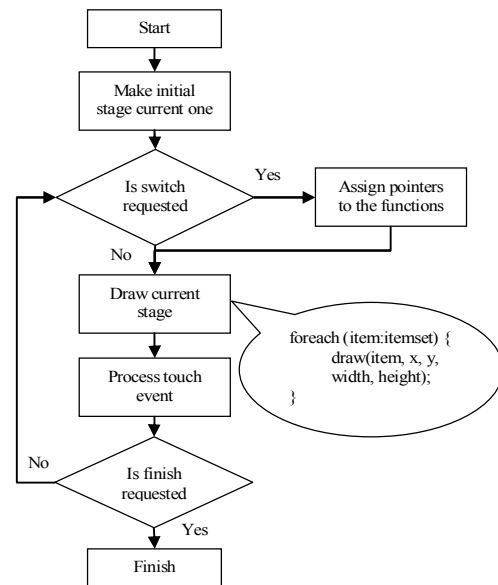 Start
Make initial
stage current one
Is switch
requested
Yes
Assign pointers
to the functions
No
Draw current
stage
foreach (item:itemset) {
draw(item, x, y,
width, height);
}
Process touch
event
No
Is finish
requested
Yes
Finish